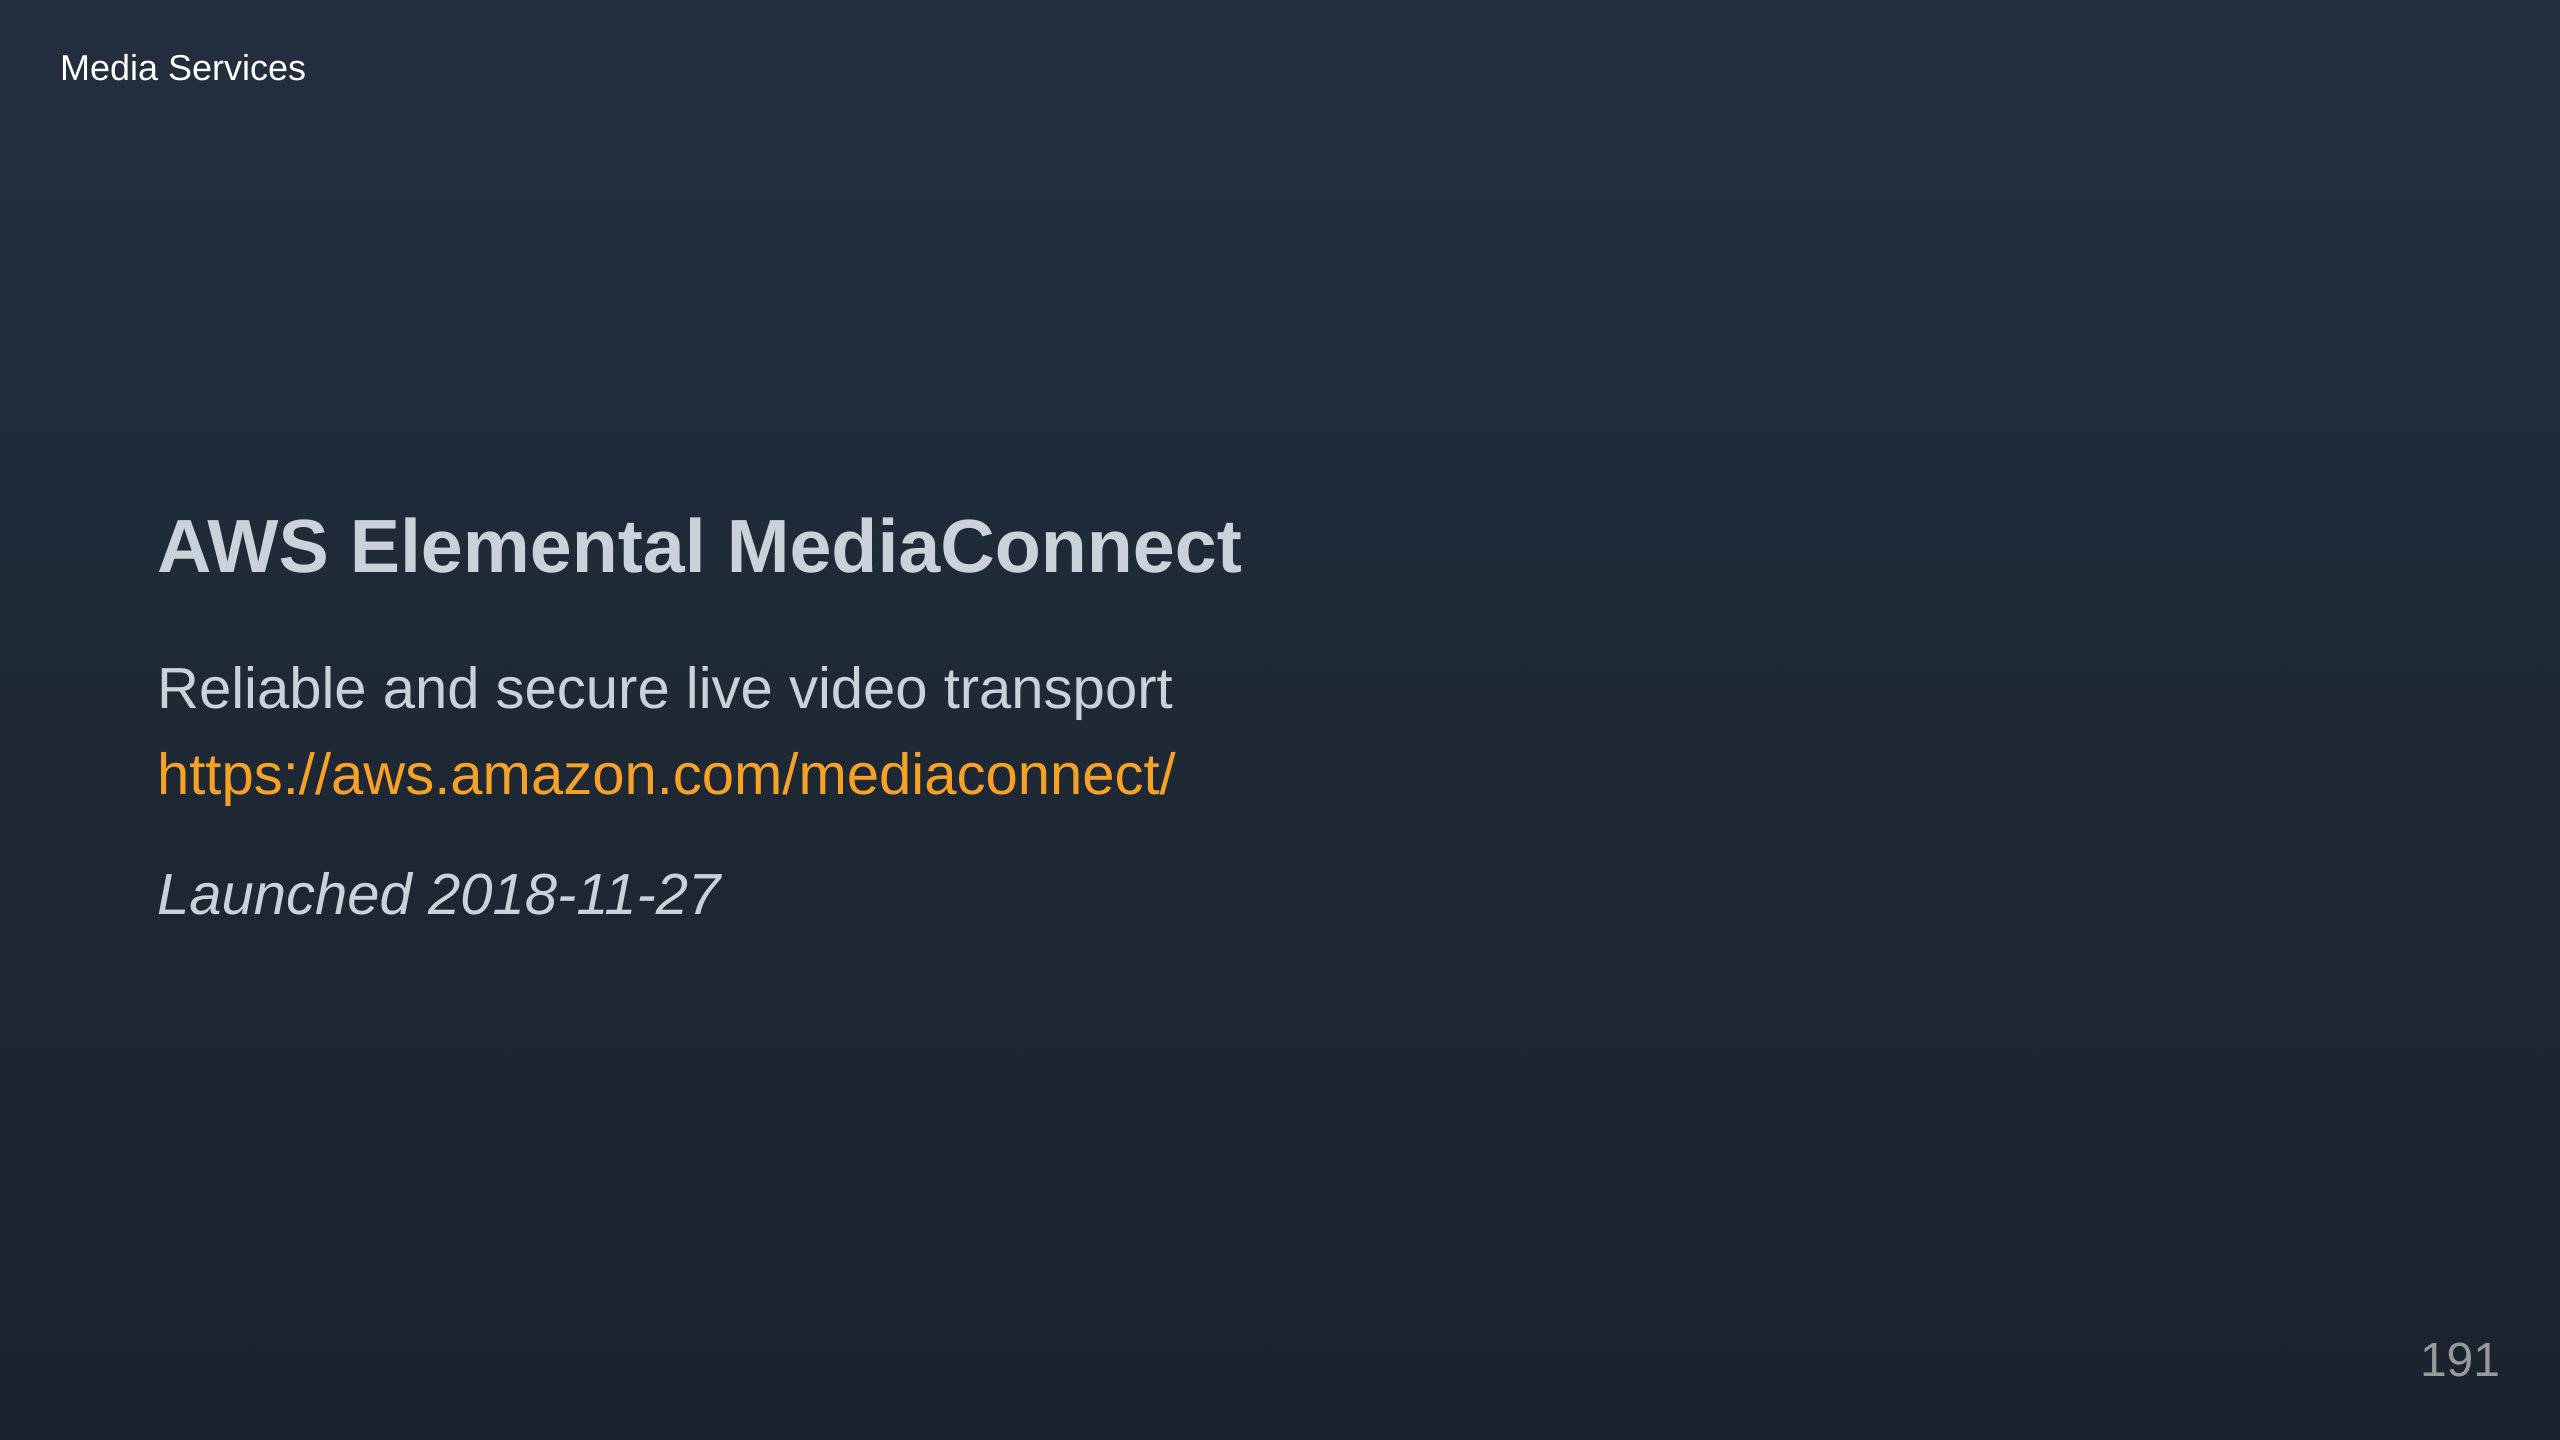 Media Services
AWS Elemental MediaConnect
Reliable and secure live video transport
https://aws.amazon.com/mediaconnect/
Launched 2018-11-27
191